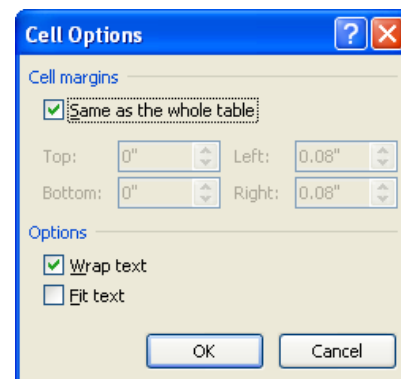 Cell Options
Cell margins
Same as the whole table
Top: 0" Left: 0.08"
Bottom: 0" Right: 0.08"
Options
Wrap text
Fit text
OK Cancel